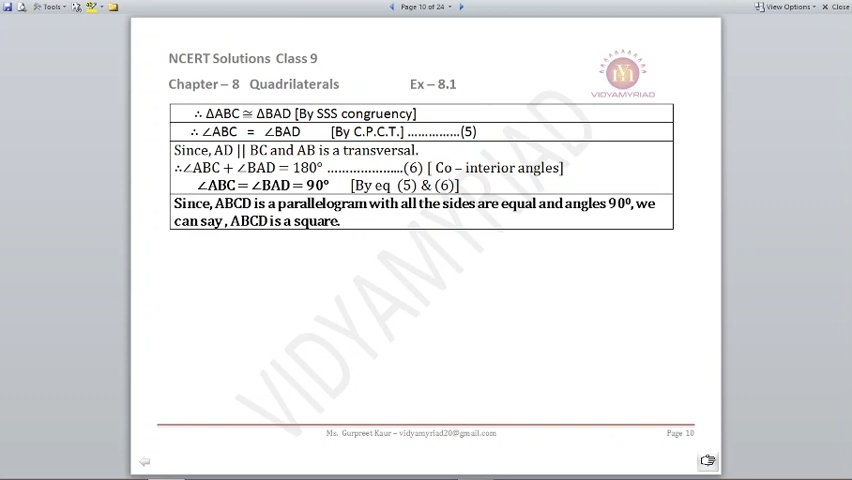 Tools
Page 10 of 24
View Options
Close
NCERT Solutions Class 9
Chapter – 8 Quadrilaterals Ex – 8.1
VIDYAMYRIAD
∴ ΔABC ≅ ΔBAD [By SSS congruency]
∴ ∠ABC = ∠BAD [By C.P.C.T.] ...............(5)
Since, AD || BC and AB is a transversal.
∴∠ABC + ∠BAD = 180° ......................(6) [ Co – interior angles]
∠ABC = ∠BAD = 90° [By eq (5) & (6)]
Since, ABCD is a parallelogram with all the sides are equal and angles 90⁰, we
can say , ABCD is a square.
VIDYAMYRIAD
Ms. Gurpreet Kaur – vidyamyriad20@gmail.com Page 10